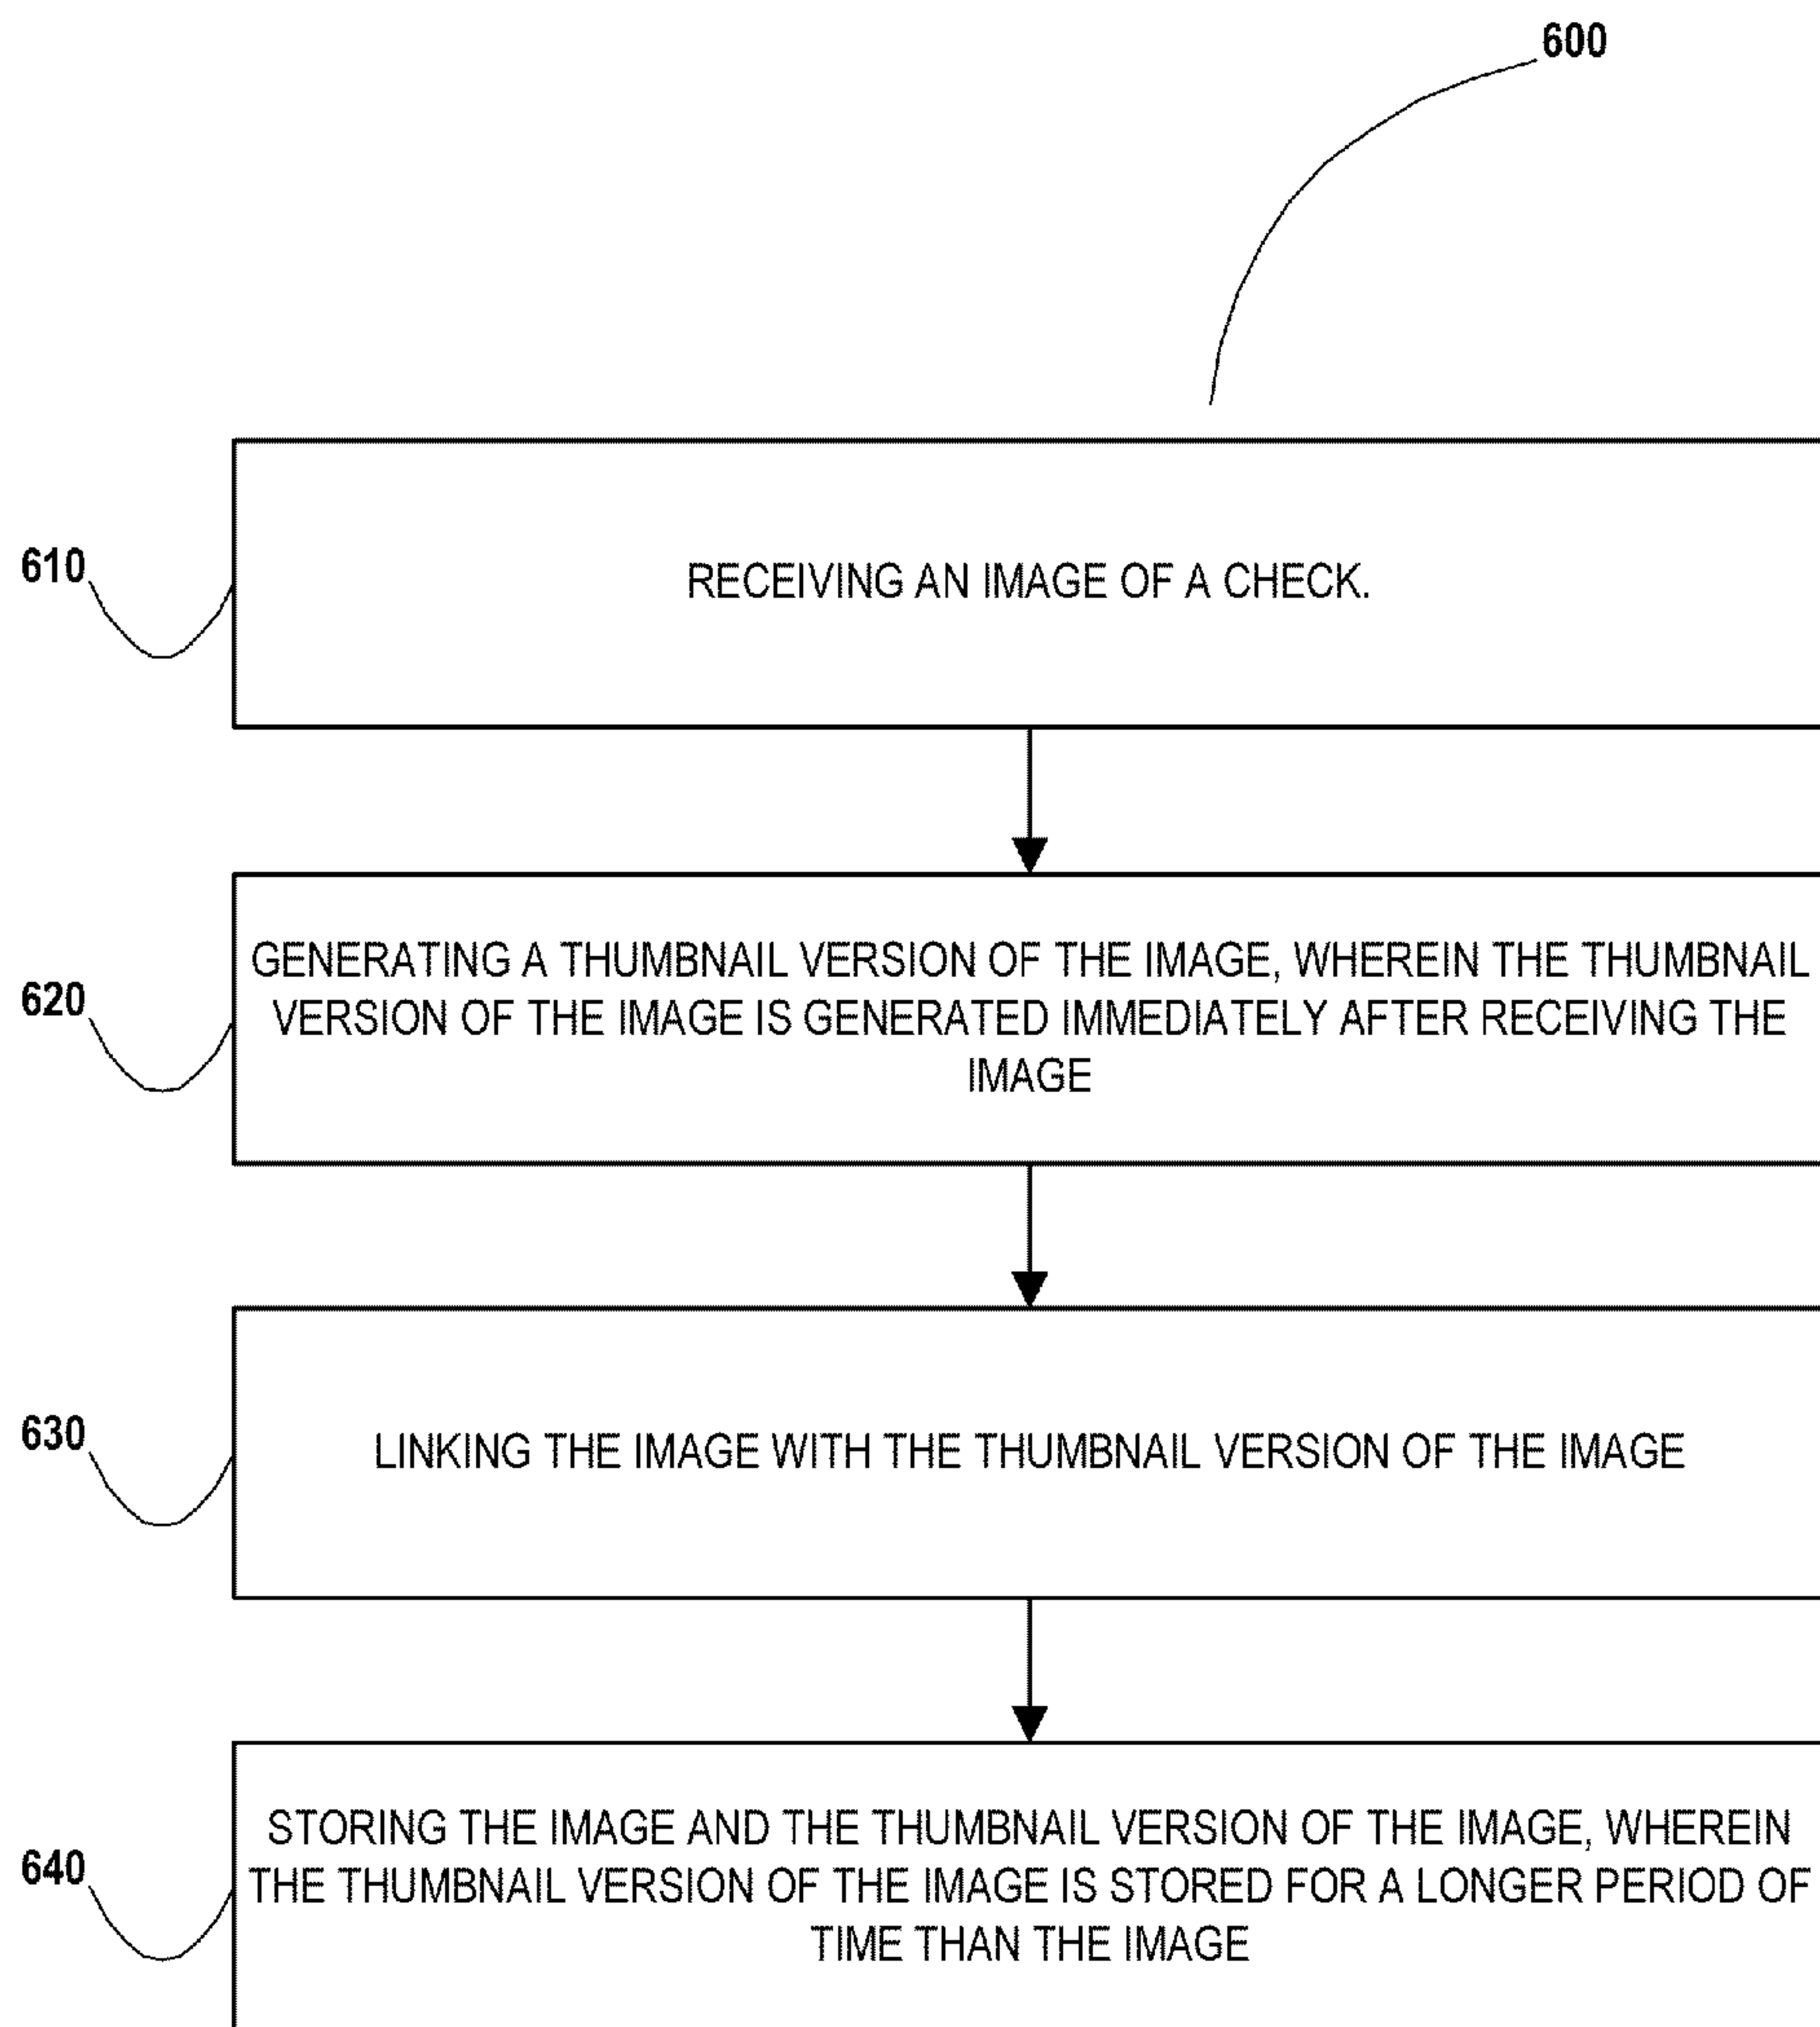 600
610
RECEIVING AN IMAGE OF A CHECK.
620
GENERATING A THUMBNAIL VERSION OF THE IMAGE, WHEREIN THE THUMBNAIL
VERSION OF THE IMAGE IS GENERATED IMMEDIATELY AFTER RECEIVING THE
IMAGE
630
LINKING THE IMAGE WITH THE THUMBNAIL VERSION OF THE IMAGE
640
STORING THE IMAGE AND THE THUMBNAIL VERSION OF THE IMAGE, WHEREIN
THE THUMBNAIL VERSION OF THE IMAGE IS STORED FOR A LONGER PERIOD OF
TIME THAN THE IMAGE